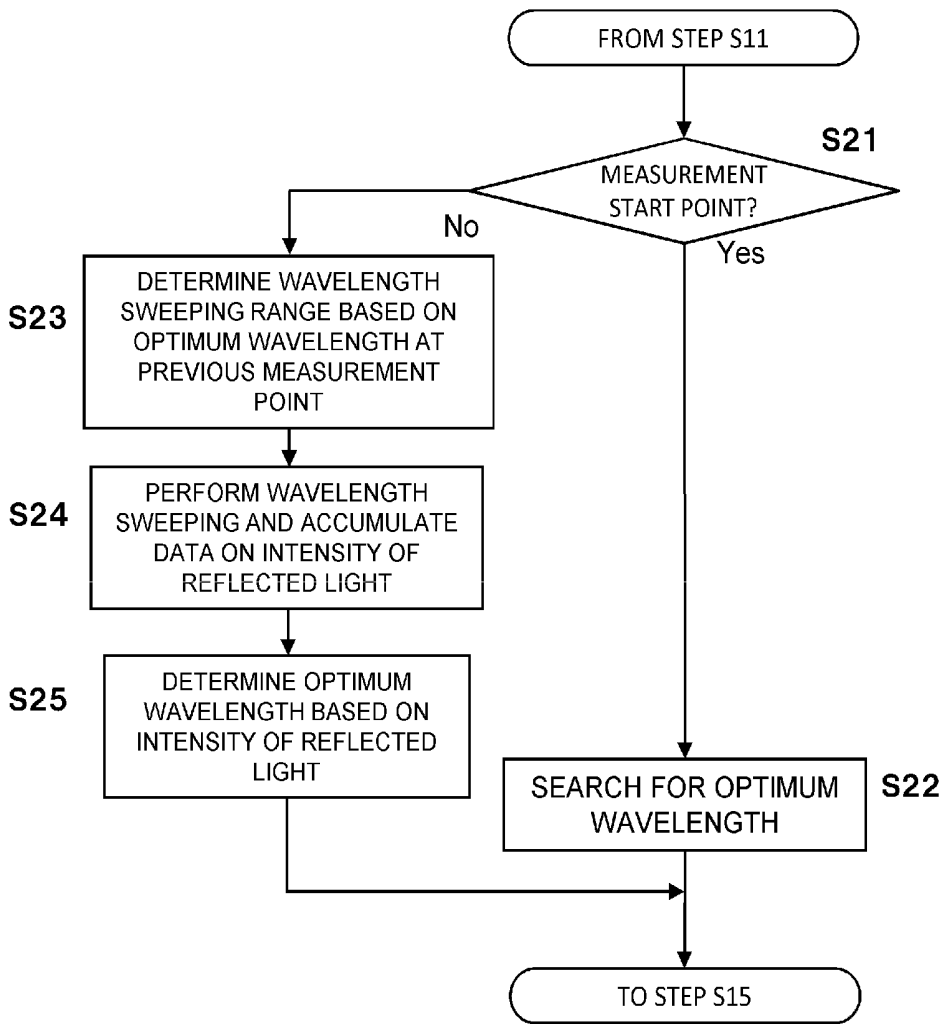 FROM STEP S11
S21
MEASUREMENT
START POINT?
No
Yes
S23
DETERMINE WAVELENGTH
SWEEPING RANGE BASED ON
OPTIMUM WAVELENGTH AT
PREVIOUS MEASUREMENT
POINT
S24
PERFORM WAVELENGTH
SWEEPING AND ACCUMULATE
DATA ON INTENSITY OF
REFLECTED LIGHT
S25
DETERMINE OPTIMUM
WAVELENGTH BASED ON
INTENSITY OF REFLECTED
LIGHT
SEARCH FOR OPTIMUM
WAVELENGTH
S22
TO STEP S15